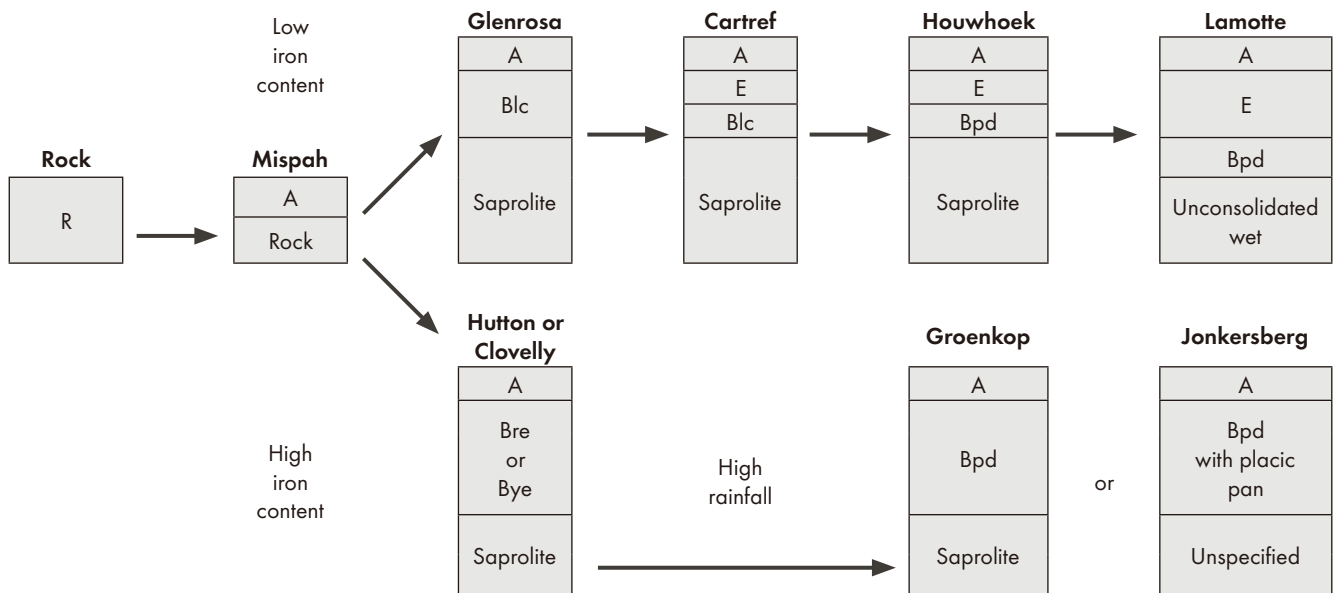 Low
iron
content
Glenrosa
A
Blc
Saprolite
Cartref
A
E
Blc
Saprolite
Houwhoek
A
E
Bpd
Saprolite
Lamotte
A
E
Bpd
Unconsolidated
wet
Rock
R
Mispah
A
Rock
High
iron
content
Hutton or
Clovelly
A
Bre
or
Bye
Saprolite
High
rainfall
Groenkop
A
Bpd
Saprolite
or
Jonkersberg
A
Bpd
with placic
pan
Unspecified